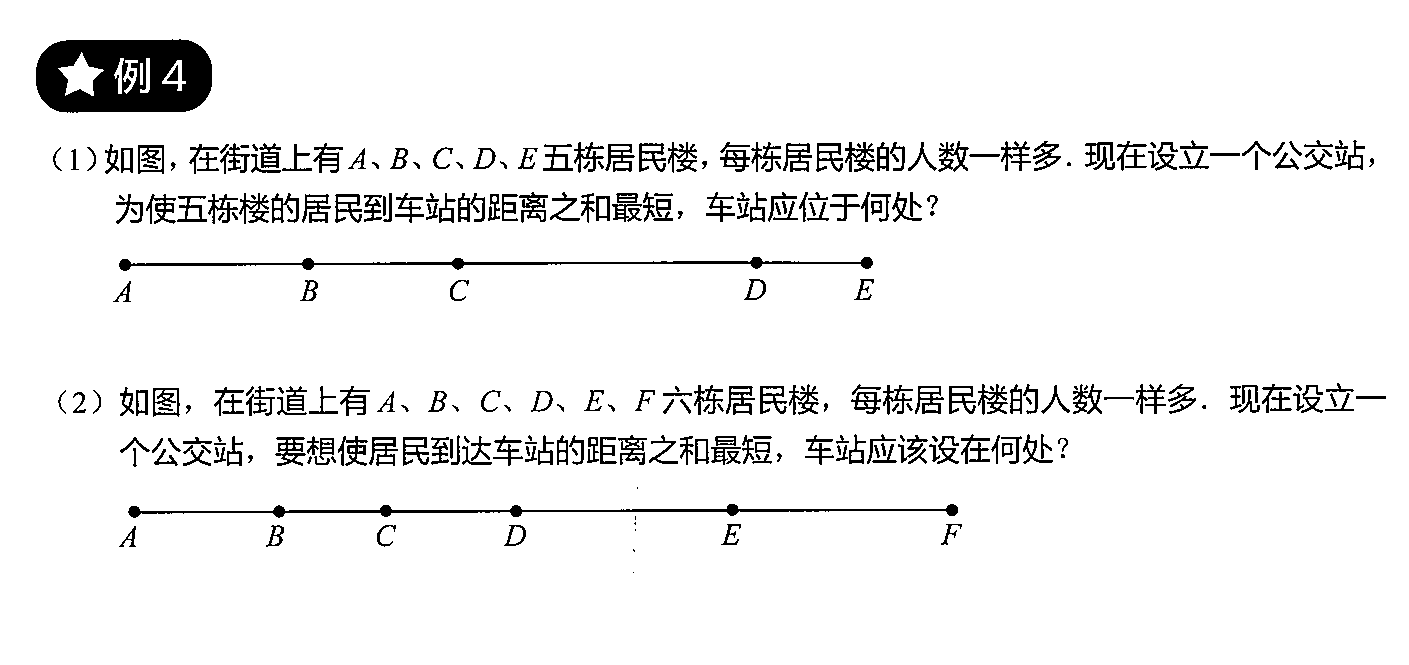 例 4
(1)如图,在街道上有 A、B、C、D、E 五栋居民楼,每栋居民楼的人数一样多.现在设立一个公交站,
为使五栋楼的居民到车站的距离之和最短,车站应位于何处?
A B C D E
(2)如图,在街道上有 A、B、C、D、E、F 六栋居民楼,每栋居民楼的人数一样多.现在设立一
个公交站,要想使居民到达车站的距离之和最短,车站应该设在何处?
A B C D E F